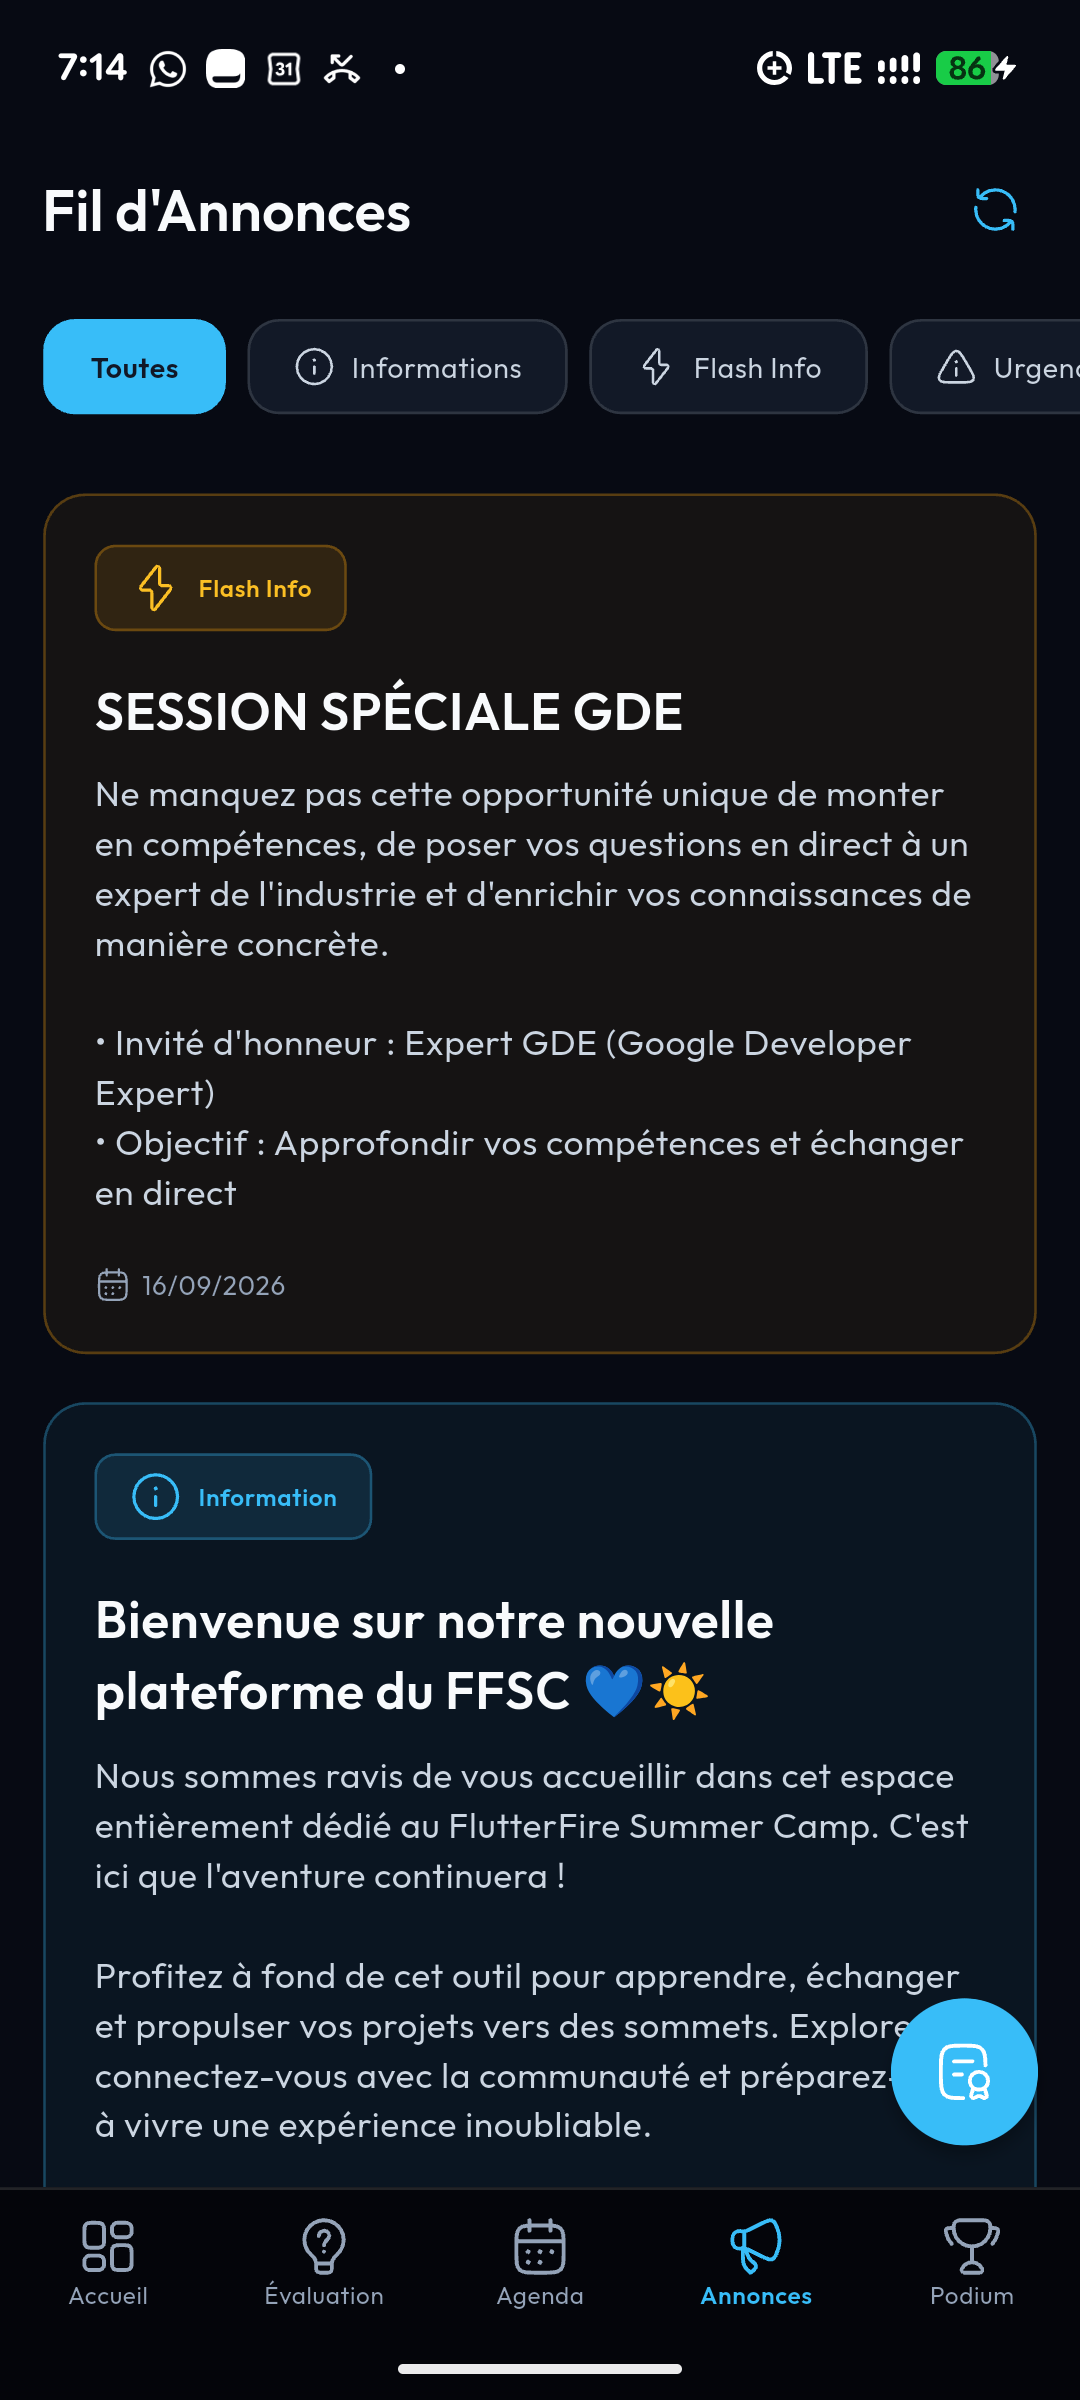 7:14
31
LTE
86
Fil d'Annonces
Toutes
Informations
Flash Info
Flash Info
SESSION SPÉCIALE GDE
Ne manquez pas cette opportunité unique de monter
en compétences, de poser vos questions en direct à un
expert de l'industrie et d'enrichir vos connaissances de
manière concrète.
• Invité d'honneur : Expert GDE (Google Developer
Expert)
• Objectif : Approfondir vos compétences et échanger
en direct
16/09/2026
Information
Bienvenue sur notre nouvelle
plateforme du FFSC 💙☀️
Nous sommes ravis de vous accueillir dans cet espace
entièrement dédié au FlutterFire Summer Camp. C'est
ici que l'aventure continuera !
Profitez à fond de cet outil pour apprendre, échanger
et propulser vos projets vers des sommets.
connectez-vous avec la communauté et préparez-
à vivre une expérience inoubliable.
Accueil
Évaluation
Agenda
Annonces
Podium